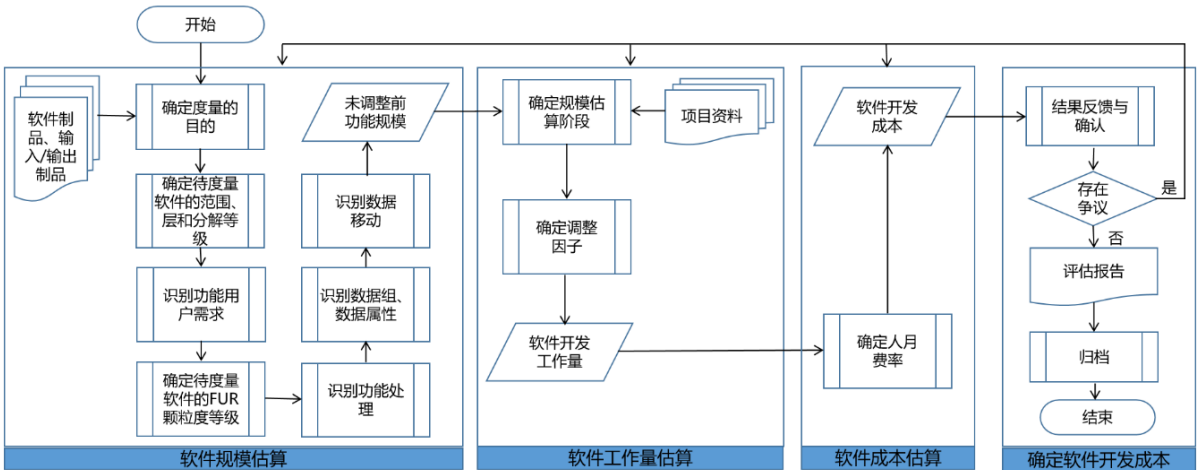 开始
软件制
品、输
入/输出
制品
确定度量的
目的
确定待度量
软件的范围、
层和分解等
级
识别功能用
户需求
确定待度量
软件的FUR
颗粒度等级
识别功能处
理
识别数据组、
数据属性
识别数据
移动
未调整前
功能规模
软件规模估算
确定规模估
算阶段
项目资料
确定调整
因子
软件开发
工作量
软件工作量估算
软件开发
成本
确定人月
费率
软件成本估算
结果反馈与
确认
存在
争议
是
否
评估报告
归档
结束
确定软件开发成本